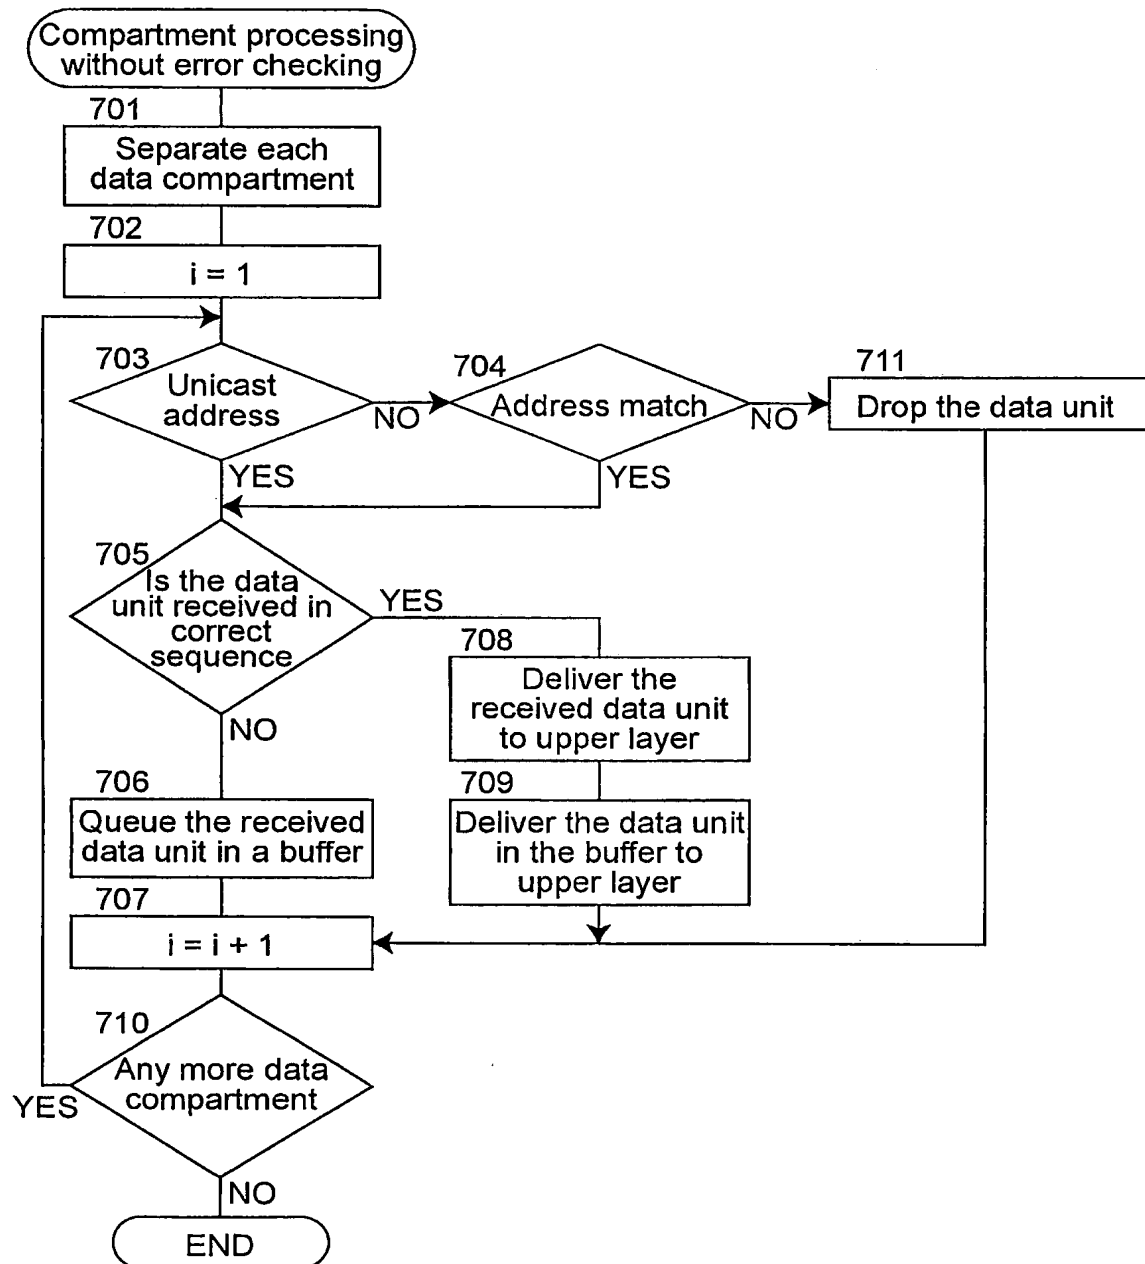 Compartment processing
without error checking
701
Separate each
data compartment
702
i = 1
703
Unicast
address
NO
YES
704
Address match
NO
YES
711
Drop the data unit
705
Is the data
unit received in
correct
sequence
YES
NO
708
Deliver the
received data unit
to upper layer
709
Deliver the data unit
in the buffer to
upper layer
706
Queue the received
data unit in a buffer
707
i = i + 1
710
Any more data
compartment
YES
NO
END